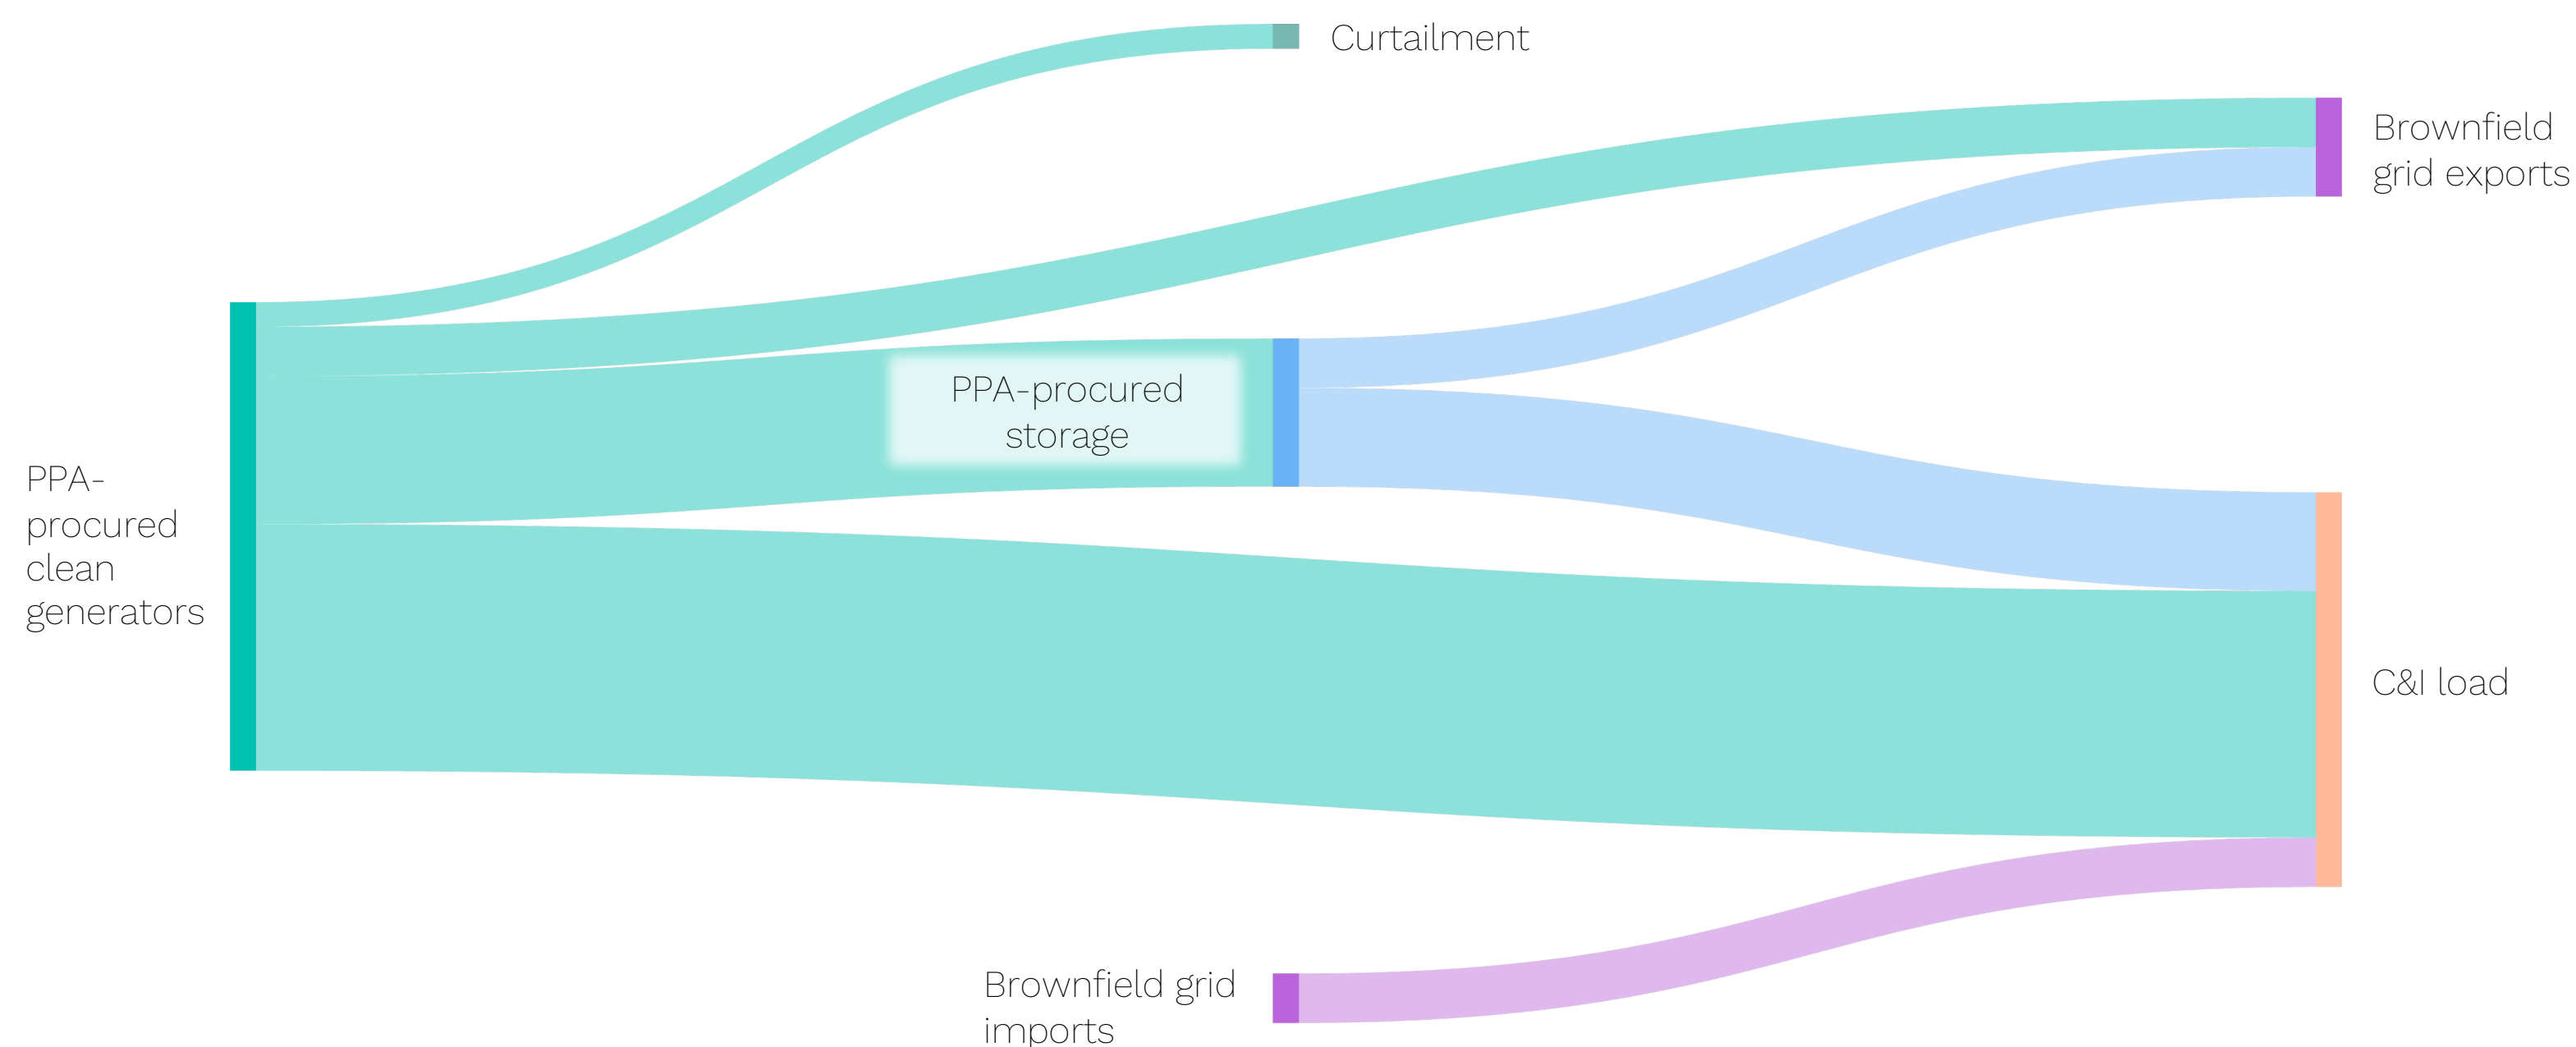 Curtailment
Brownfield
grid exports
PPA-procured
storage
PPA-
procured
clean
generators
C&I load
Brownfield grid
imports